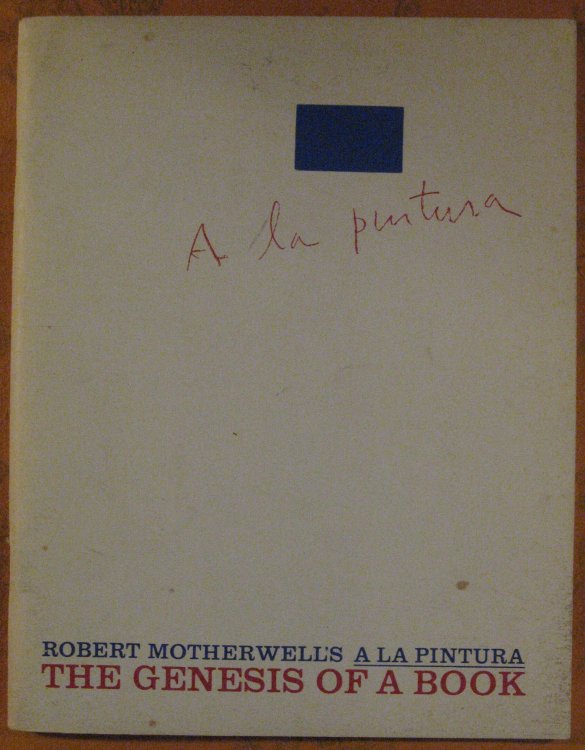 A la pintura
ROBERT MOTHERWELL'S A LA PINTURA
THE GENESIS OF A BOOK